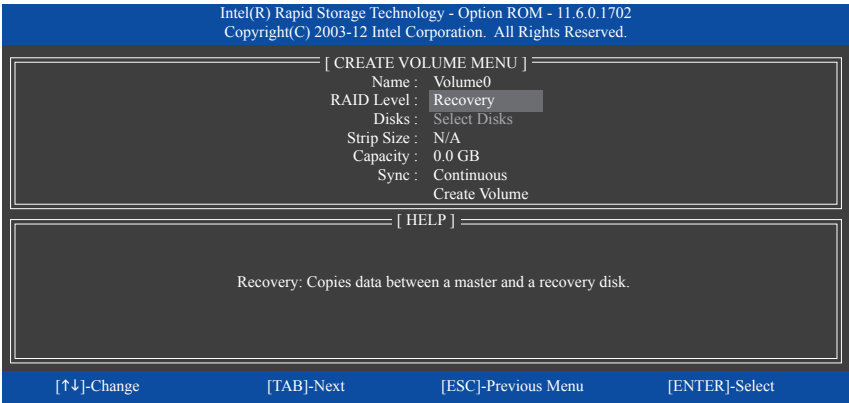 Intel(R) Rapid Storage Technology - Option ROM - 11.6.0.1702
Copyright(C) 2003-12 Intel Corporation.  All Rights Reserved.
[ CREATE VOLUME MENU ]
Name : Volume0
RAID Level : Recovery
Disks : Select Disks
Strip Size : N/A
Capacity : 0.0 GB
Sync : Continuous
Create Volume
[ HELP ]
Recovery: Copies data between a master and a recovery disk.
[↑↓]-Change [TAB]-Next [ESC]-Previous Menu [ENTER]-Select